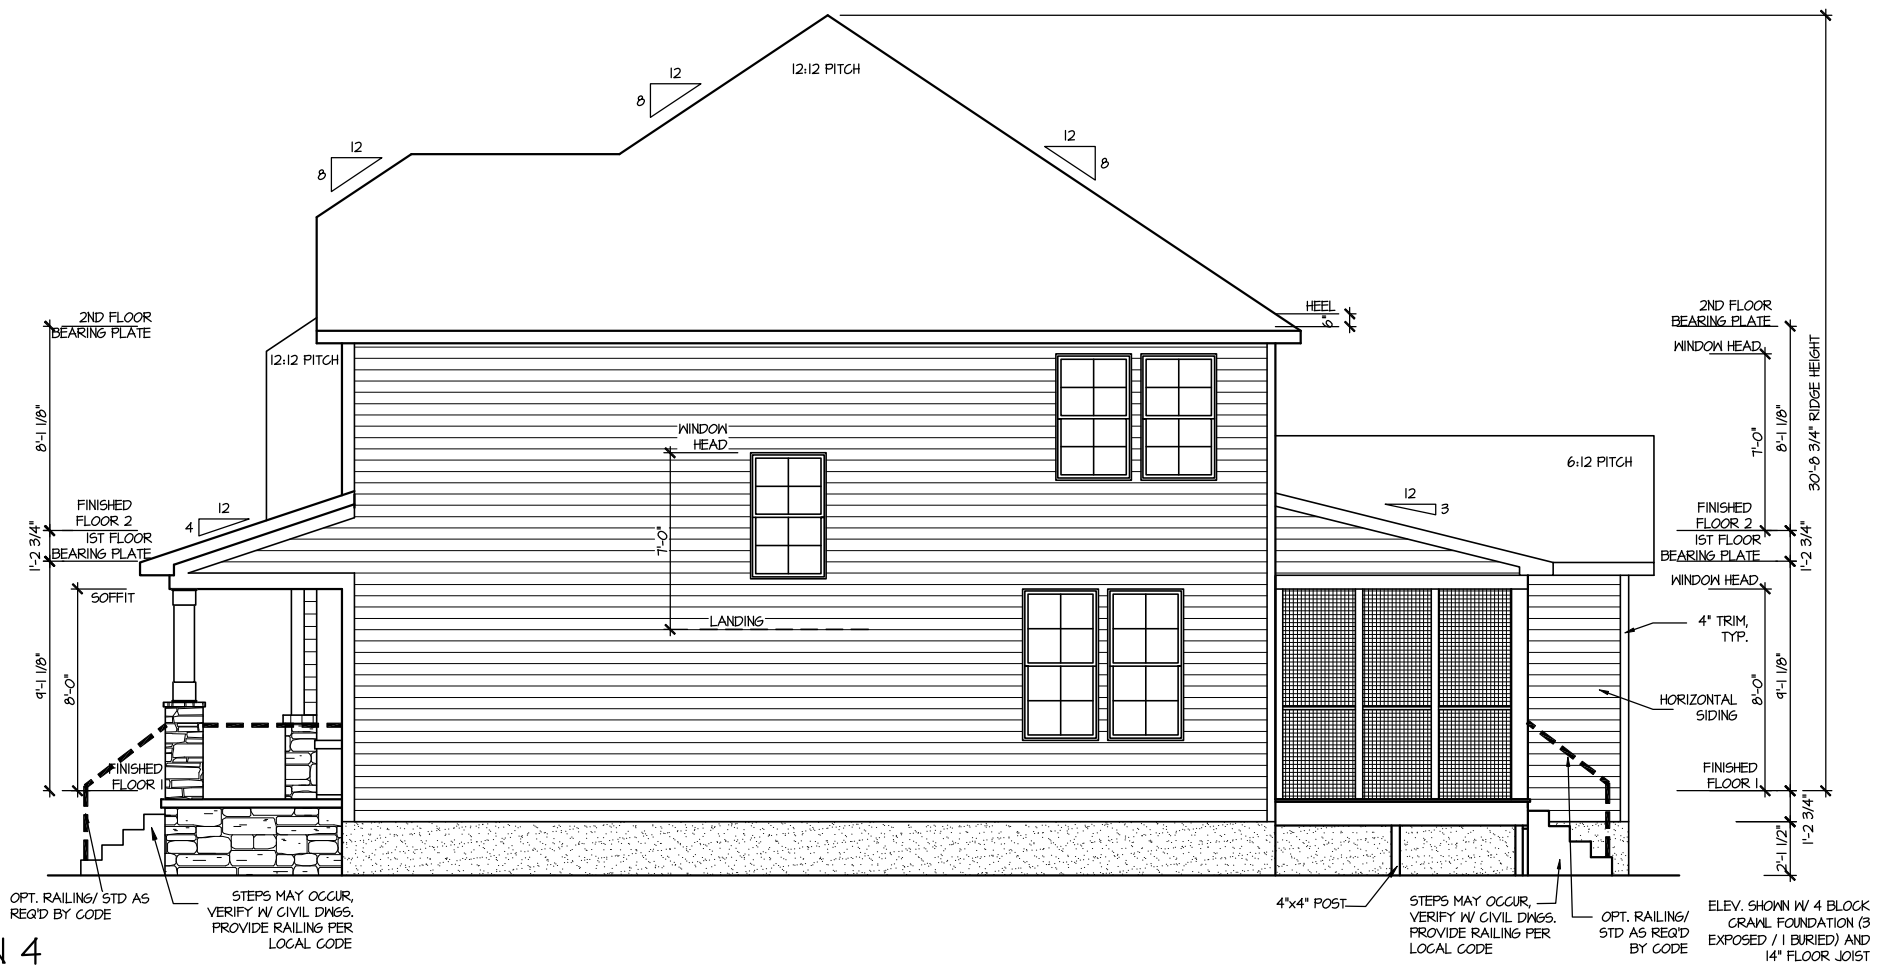 12
12:12 PITCH
8
12
8
12
8
HEEL
6"
2ND FLOOR
BEARING PLATE
12:12 PITCH
8'-1 1/8"
WINDOW
HEAD
7'-0"
LANDING
12
4
FINISHED
FLOOR 2
1ST FLOOR
BEARING PLATE
1'-2 3/4"
SOFFIT
9'-1 1/8"
8'-0"
FINISHED
FLOOR 1
2ND FLOOR
BEARING PLATE
WINDOW HEAD
7'-0"
8'-1 1/8"
30'-8 3/4" RIDGE HEIGHT
6:12 PITCH
12
3
FINISHED
FLOOR 2
1ST FLOOR
BEARING PLATE
1'-2 3/4"
WINDOW HEAD
4" TRIM,
TYP.
8'-0"
9'-1 1/8"
HORIZONTAL
SIDING
FINISHED
FLOOR 1
1'-2 3/4"
2'-1 1/2"
OPT. RAILING/ STD AS
REQ'D BY CODE
STEPS MAY OCCUR,
VERIFY W/ CIVIL DWGS.
PROVIDE RAILING PER
LOCAL CODE
4"x4" POST
STEPS MAY OCCUR,
VERIFY W/ CIVIL DWGS.
PROVIDE RAILING PER
LOCAL CODE
OPT. RAILING/
STD AS REQ'D
BY CODE
ELEV. SHOWN W/ 4 BLOCK
CRAWL FOUNDATION (3
EXPOSED / 1 BURIED) AND
14" FLOOR JOIST
N 4